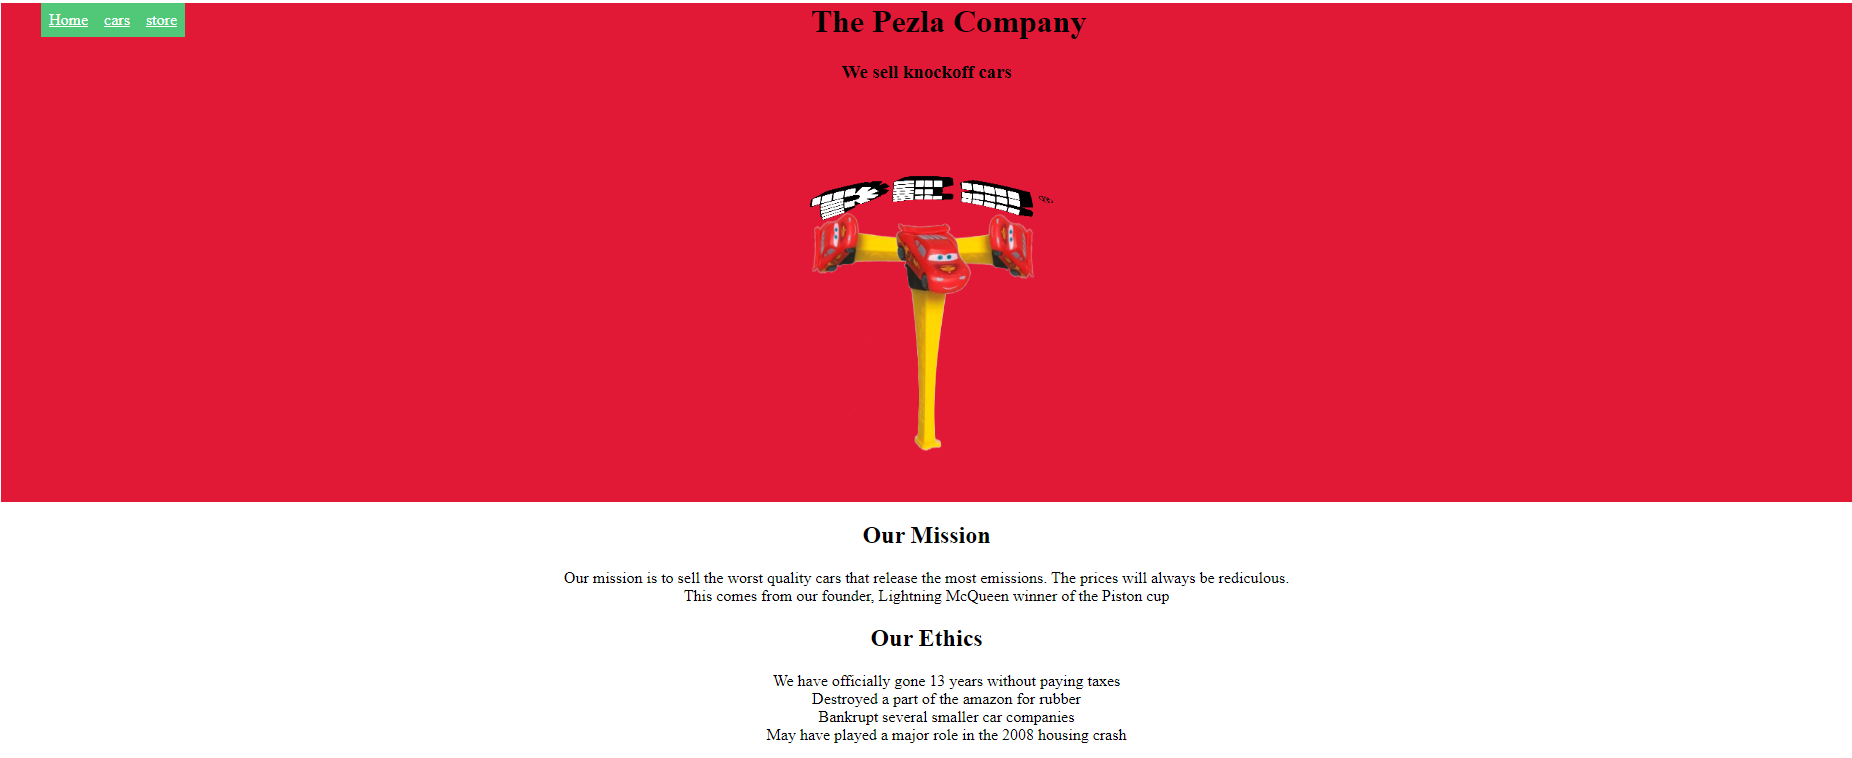 Home cars store
The Pezla Company
We sell knockoff cars
Our Mission
Our mission is to sell the worst quality cars that release the most emissions. The prices will always be rediculous.
This comes from our founder, Lightning McQueen winner of the Piston cup
Our Ethics
We have officially gone 13 years without paying taxes
Destroyed a part of the amazon for rubber
Bankrupt several smaller car companies
May have played a major role in the 2008 housing crash